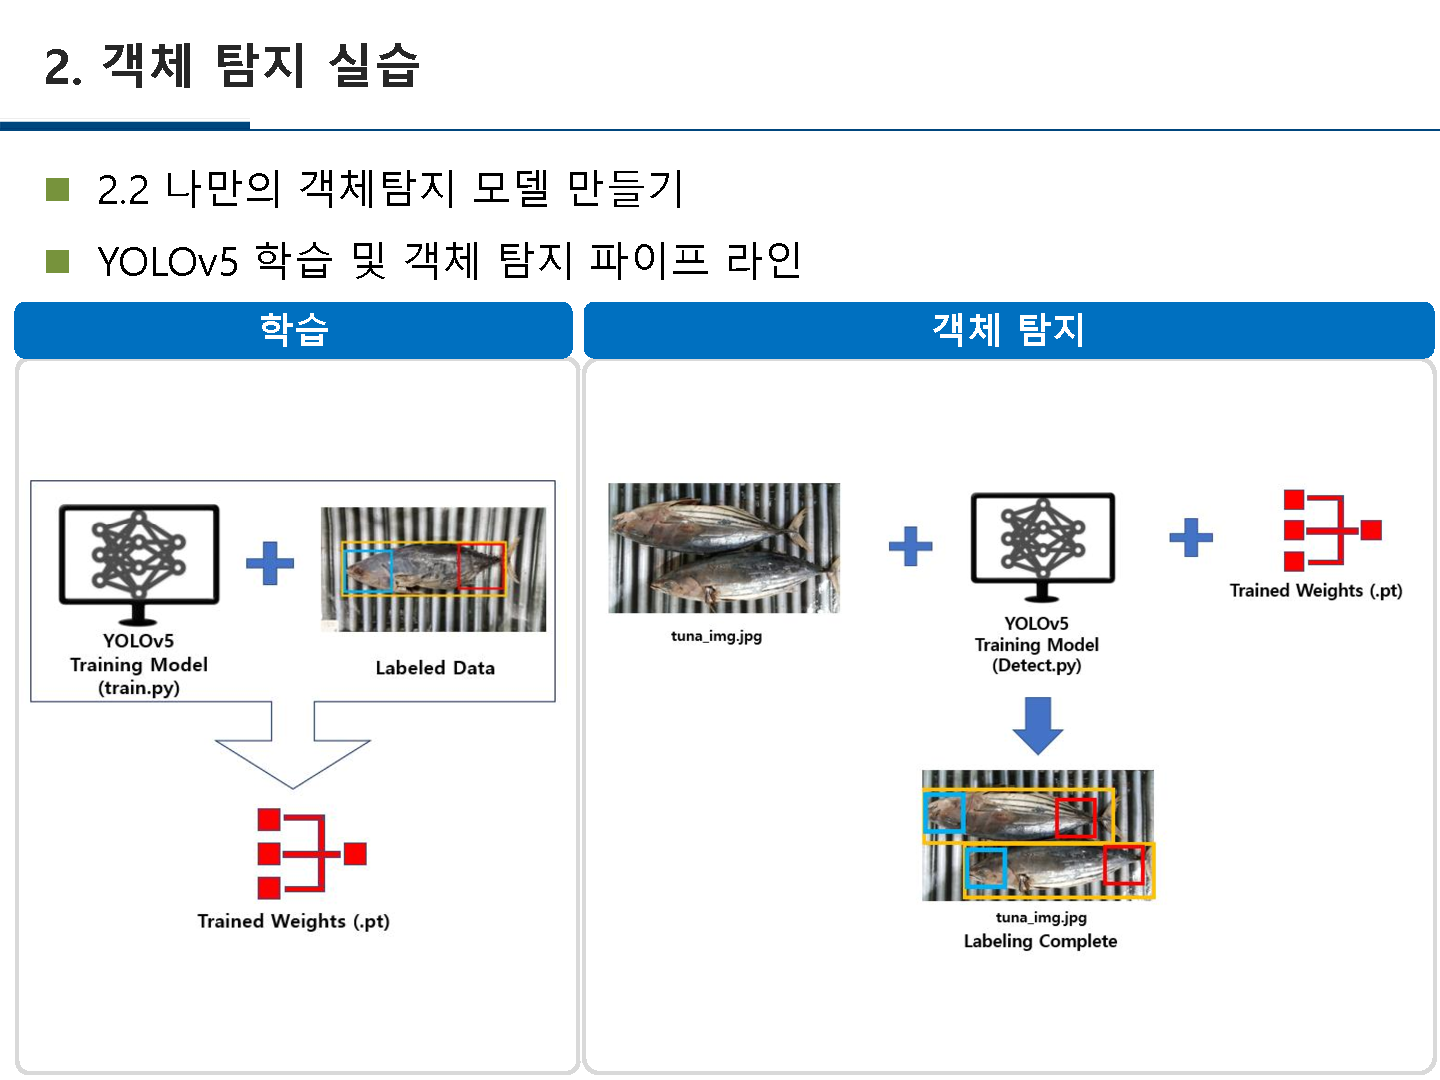 2. 객체 탐지 실습
2.2 나만의 객체탐지 모델 만들기
YOLOv5 학습 및 객체 탐지 파이프 라인
학습
YOLOv5
Training Model
(train.py)
Labeled Data
Trained Weights (.pt)
객체 탐지
tuna_img.jpg
YOLOv5
Training Model
(Detect.py)
Trained Weights (.pt)
tuna_img.jpg
Labeling Complete